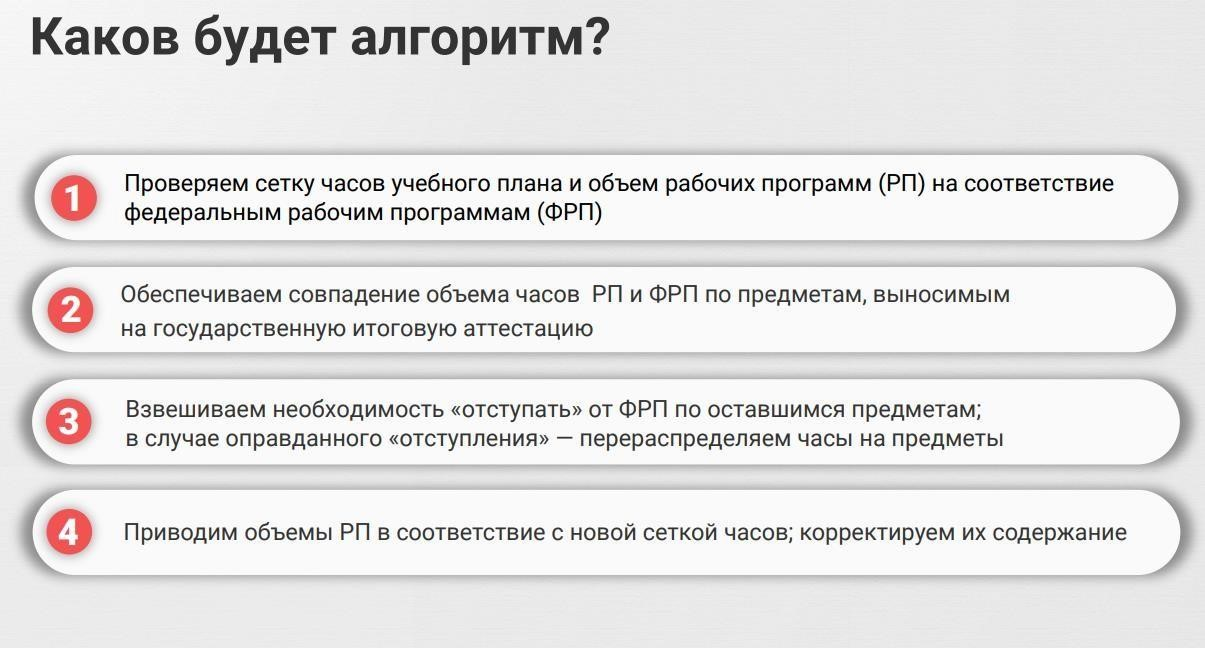 Каков будет алгоритм?
1
Проверяем сетку часов учебного плана и объем рабочих программ (РП) на соответствие
федеральным рабочим программам (ФРП)
2
Обеспечиваем совпадение объема часов  РП и ФРП по предметам, выносимым
на государственную итоговую аттестацию
3
Взвешиваем необходимость «отступать» от ФРП по оставшимся предметам;
в случае оправданного «отступления» — перераспределяем часы на предметы
4
Приводим объемы РП в соответствие с новой сеткой часов; корректируем их содержание